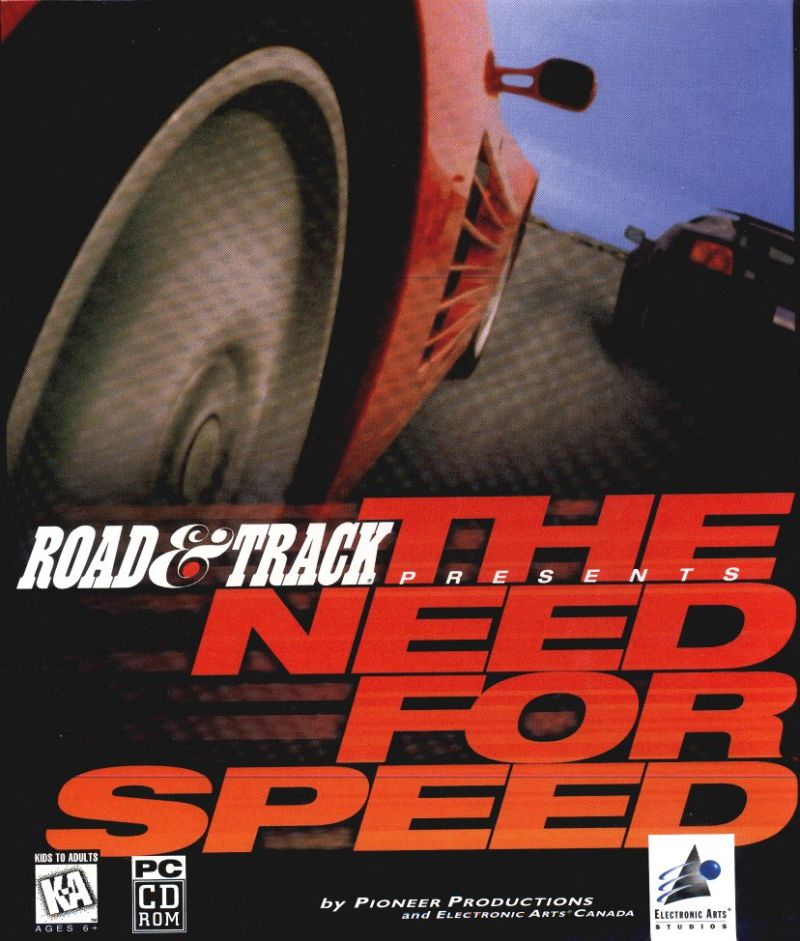 ROAD & TRACK
PRESENTS
THE
NEED
FOR
SPEED
KIDS TO ADULTS
K-A
AGES 6+
PC
CD
ROM
by PIONEER PRODUCTIONS
and ELECTRONIC ARTS® CANADA
ELECTRONIC ARTS®
STUDIOS